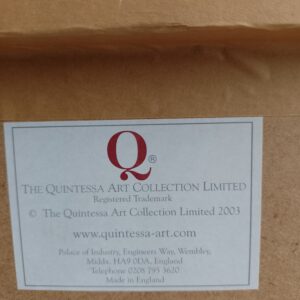 Q®
THE QUINTESSA ART COLLECTION LIMITED
Registered Trademark
© The Quintessa Art Collection Limited 2003
www.quintessa-art.com
Palace of Industry, Engineers Way, Wembley,
Middx. HA9 0DA, England
Telephone 0208 795 3620
Made in England